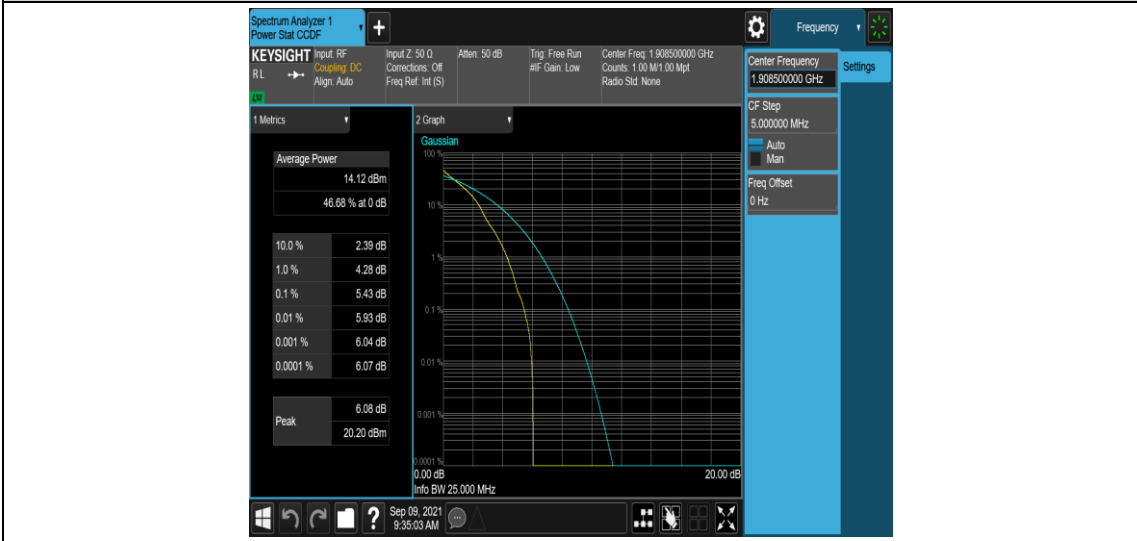 Spectrum Analyzer 1
Power Stat CCDF
+
Frequency
KEYSIGHT
R L
LXI
Input: RF
Coupling: DC
Align: Auto
Input Z: 50 Ω
Corrections: Off
Freq Ref: Int (S)
Atten: 50 dB
Trig: Free Run
#IF Gain: Low
Center Freq: 1.908500000 GHz
Counts: 1.00 M/1.00 Mpt
Radio Std: None
Center Frequency
1.908500000 GHz
Settings
CF Step
5.000000 MHz
Auto
Man
Freq Offset
0 Hz
1 Metrics
Average Power
14.12 dBm
46.68 % at 0 dB
10.0 % 2.39 dB
1.0 % 4.28 dB
0.1 % 5.43 dB
0.01 % 5.93 dB
0.001 % 6.04 dB
0.0001 % 6.07 dB
Peak
6.08 dB
20.20 dBm
2 Graph
Gaussian
100 %
10 %
1 %
0.1 %
0.01 %
0.001 %
0.0001 %
0.00 dB 20.00 dB
Info BW 25.000 MHz
?
Sep 09, 2021
9:35:03 AM